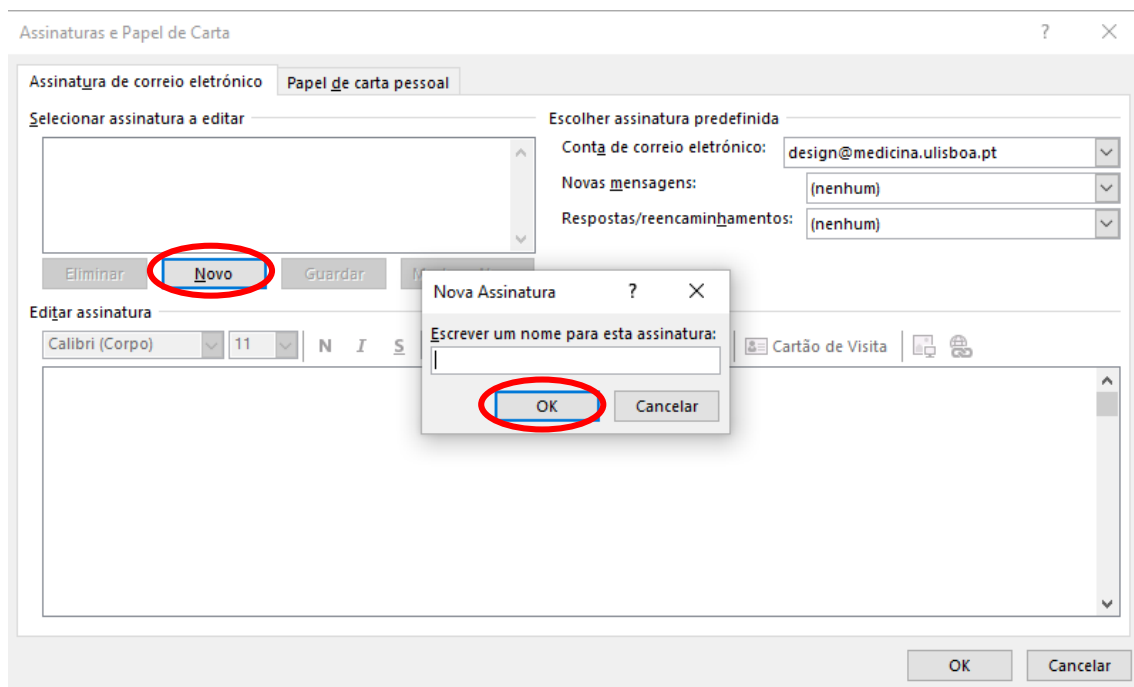 Assinaturas e Papel de Carta ?
Assinatura de correio eletrónico Papel de carta pessoal
Selecionar assinatura a editar
Escolher assinatura predefinida
Conta de correio eletrónico: design@medicina.ulisboa.pt
Novas mensagens: (nenhum)
Respostas/reencaminhamentos: (nenhum)
Eliminar Novo Guardar
Nova Assinatura ?
Escrever um nome para esta assinatura:
OK Cancelar
Editar assinatura
Calibri (Corpo) 11 N I S Cartão de Visita
OK Cancelar